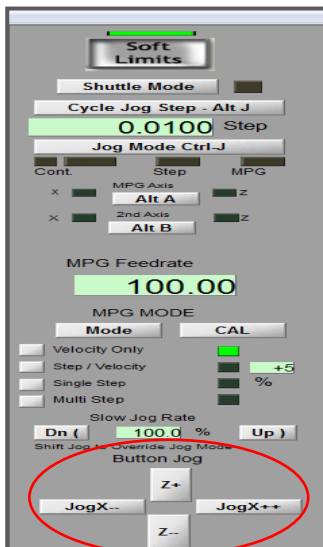 Soft
Limits
Shuttle Mode
Cycle Jog Step - Alt J
0.0100 Step
Jog Mode Ctrl-J
Cont. Step MPG
MPG Axis
X Alt A Z
2nd Axis
X Alt B Z
MPG Feedrate
100.00
MPG MODE
Mode CAL
Velocity Only
Step / Velocity +5
Single Step %
Multi Step
Slow Jog Rate
Dn ( 100.0 % Up )
Shift Jog to Override Jog Mode
Button Jog
Z+
JogX-- JogX++
Z--